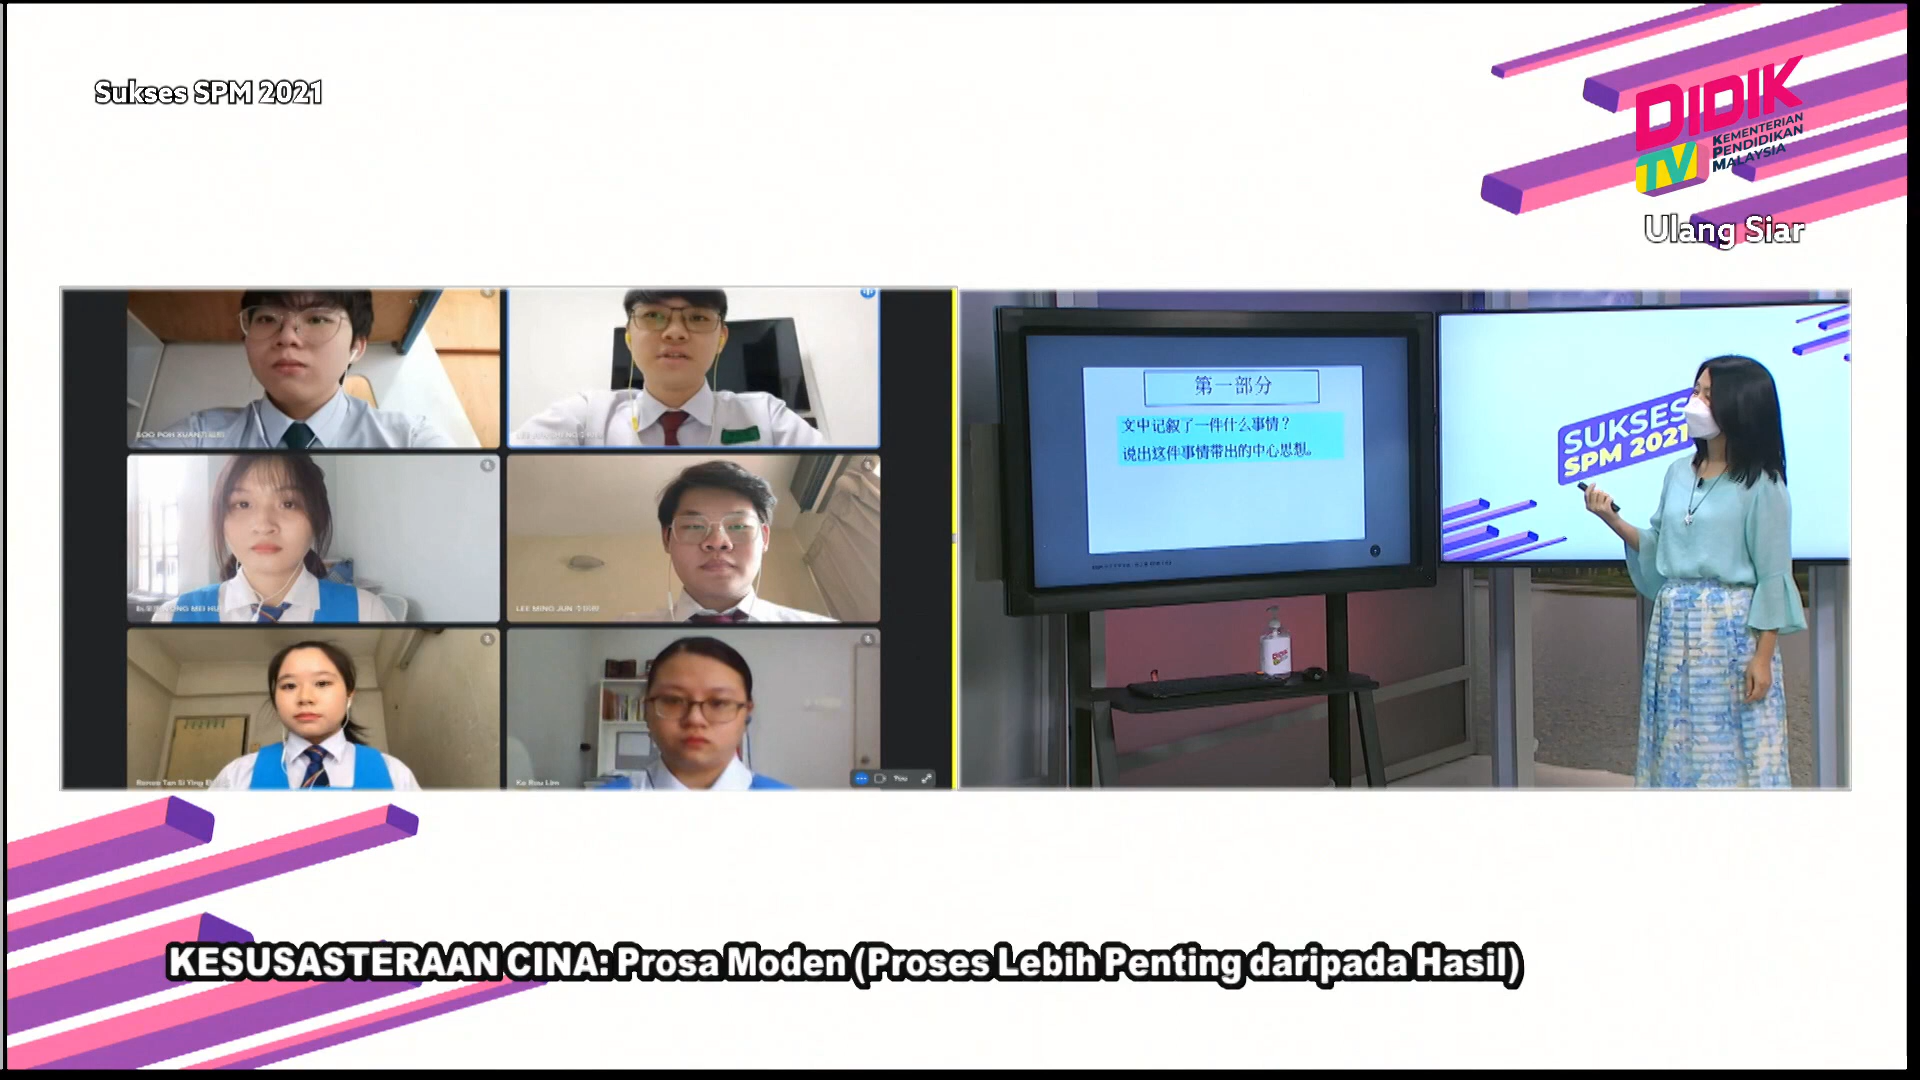 Sukses SPM 2021
DIDIK
TV
KEMENTERIAN
PENDIDIKAN
MALAYSIA
Ulang Siar
LEE MING JUN
You
第一部分
文中记叙了一件什么事情？
说出这件事情带出的中心思想。
SUKSES
SPM 2021
DIDIK
KESUSASTERAAN CINA: Prosa Moden (Proses Lebih Penting daripada Hasil)